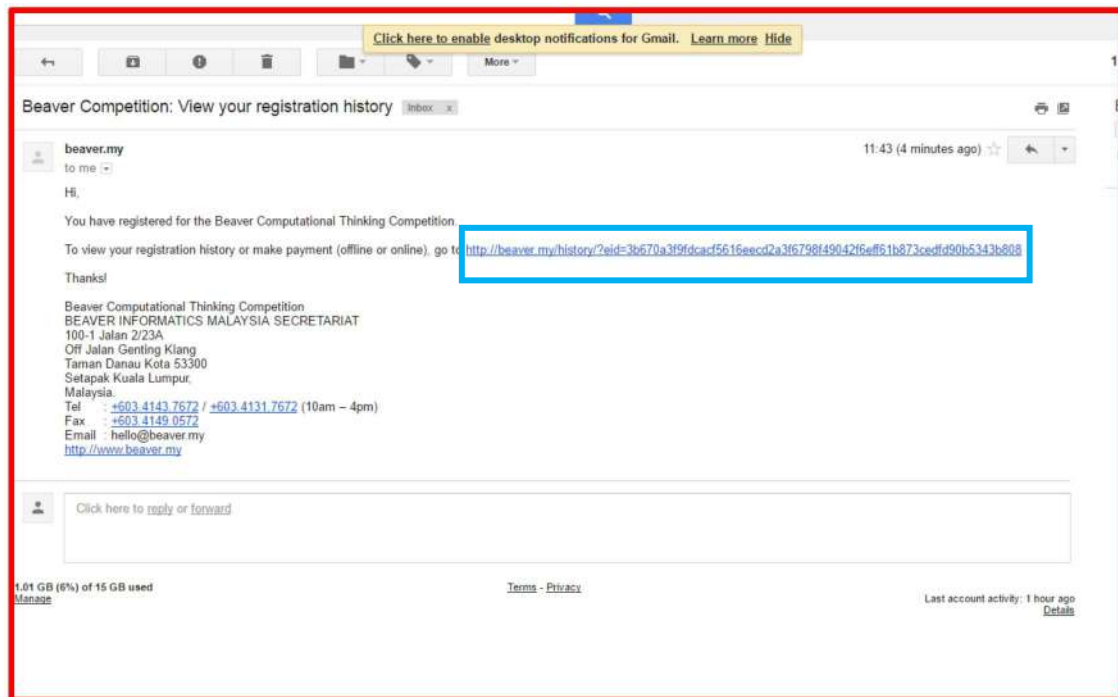 Click here to enable desktop notifications for Gmail. Learn more Hide
More
1
Beaver Competition: View your registration history Inbox x
beaver.my 11:43 (4 minutes ago)
to me
Hi,
You have registered for the Beaver Computational Thinking Competition.
To view your registration history or make payment (offline or online), go to http://beaver.my/history/?eid=3b670a3f9fdcacf5616eecd2a3f6798f49042f6eff61b873cedfd90b5343b808
Thanks!
Beaver Computational Thinking Competition
BEAVER INFORMATICS MALAYSIA SECRETARIAT
100-1 Jalan 2/23A
Off Jalan Genting Klang
Taman Danau Kota 53300
Setapak Kuala Lumpur,
Malaysia.
Tel : +603.4143.7672 / +603.4131.7672 (10am – 4pm)
Fax : +603.4149.0572
Email : hello@beaver.my
http://www.beaver.my
Click here to reply or forward
1.01 GB (6%) of 15 GB used
Manage
Terms - Privacy
Last account activity: 1 hour ago
Details